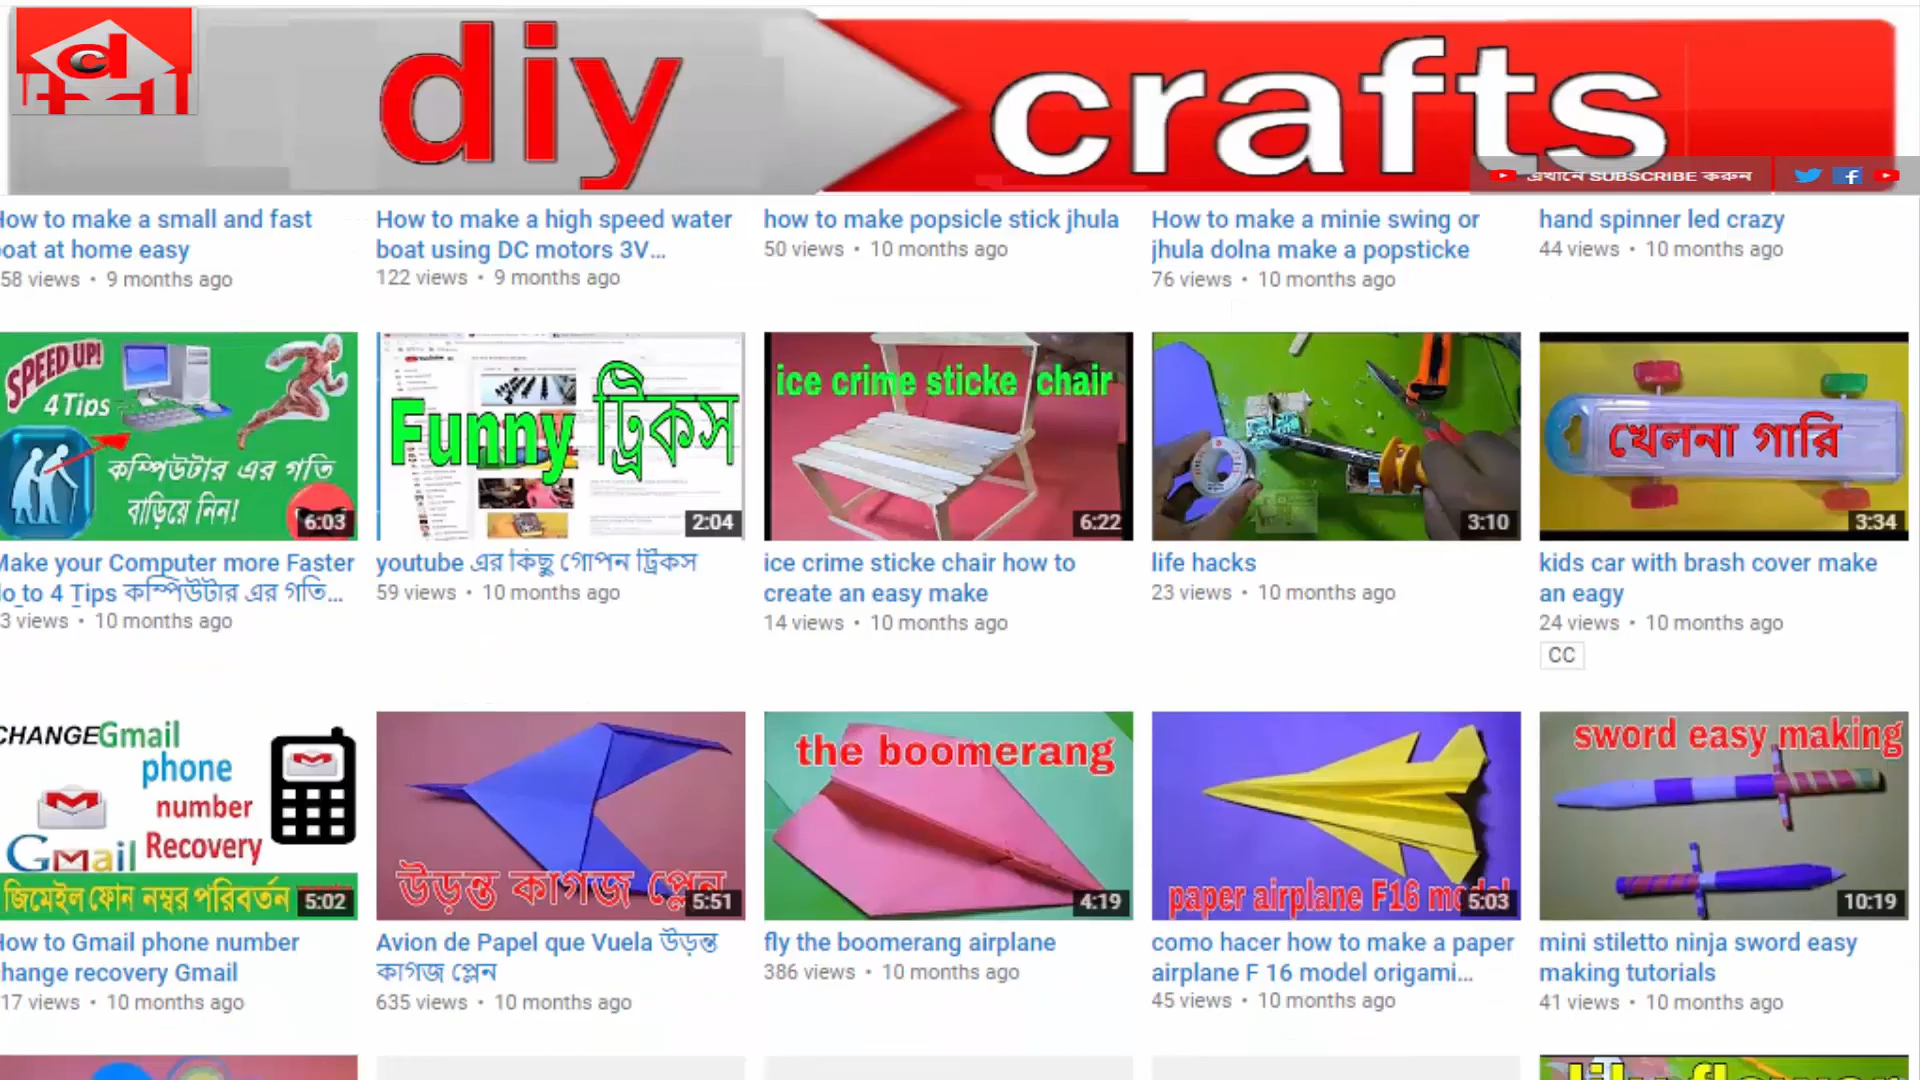 diy crafts
এখানে SUBSCRIBE করুন
How to make a small and fast
boat at home easy
58 views • 9 months ago
How to make a high speed water
boat using DC motors 3V...
122 views • 9 months ago
how to make popsicle stick jhula
50 views • 10 months ago
How to make a minie swing or
jhula dolna make a popsticke
76 views • 10 months ago
hand spinner led crazy
44 views • 10 months ago
SPEED UP!
4 Tips
কম্পিউটার এর গতি
বাড়িয়ে নিন!
6:03
Funny ট্রিকস
2:04
ice crime sticke chair
6:22
3:10
খেলনা গারি
3:34
Make your Computer more Faster
do to 4 Tips কম্পিউটার এর গতি...
3 views • 10 months ago
youtube এর কিছু গোপন ট্রিকস
59 views • 10 months ago
ice crime sticke chair how to
create an easy make
14 views • 10 months ago
life hacks
23 views • 10 months ago
kids car with brash cover make
an eagy
24 views • 10 months ago
CC
CHANGE Gmail
phone
number
Recovery
Gmail
জিমেইল ফোন নম্বর পরিবর্তন
5:02
উড়ন্ত কাগজ প্লেন
5:51
the boomerang
4:19
paper airplane F16 model
5:03
sword easy making
10:19
How to Gmail phone number
change recovery Gmail
17 views • 10 months ago
Avion de Papel que Vuela উড়ন্ত
কাগজ প্লেন
635 views • 10 months ago
fly the boomerang airplane
386 views • 10 months ago
como hacer how to make a paper
airplane F 16 model origami...
45 views • 10 months ago
mini stiletto ninja sword easy
making tutorials
41 views • 10 months ago